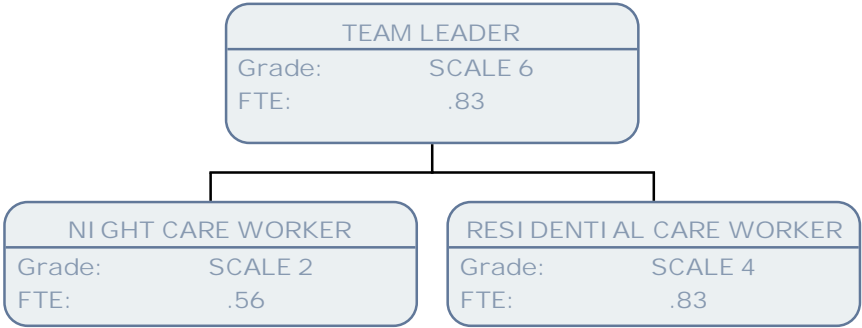 TEAM LEADER
Grade: SCALE 6
FTE: .83
NIGHT CARE WORKER
Grade: SCALE 2
FTE: .56
RESIDENTIAL CARE WORKER
Grade: SCALE 4
FTE: .83